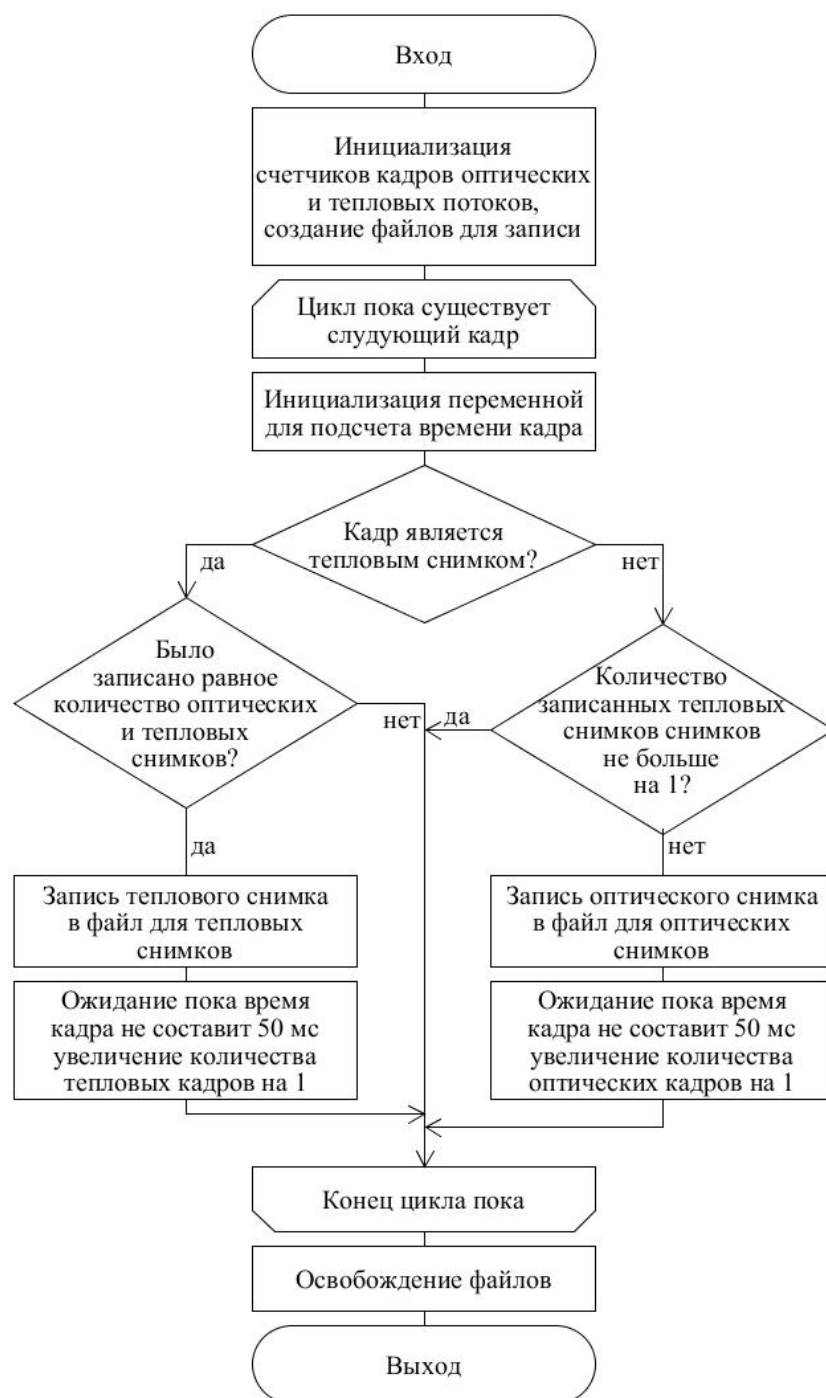 Вход
Инициализация
счетчиков кадров оптических
и тепловых потоков,
создание файлов для записи
Цикл пока существует
слудующий кадр
Инициализация переменной
для подсчета времени кадра
Кадр является
тепловым снимком?
да
нет
Было
записано равное
количество оптических
и тепловых
снимков?
нет
да
Количество
записанных тепловых
снимков снимков
не больше
на 1?
да
нет
Запись теплового снимка
в файл для тепловых
снимков
Запись оптического снимка
в файл для оптических
снимков
Ожидание пока время
кадра не составит 50 мс
увеличение количества
тепловых кадров на 1
Ожидание пока время
кадра не составит 50 мс
увеличение количества
оптических кадров на 1
Конец цикла пока
Освобождение файлов
Выход